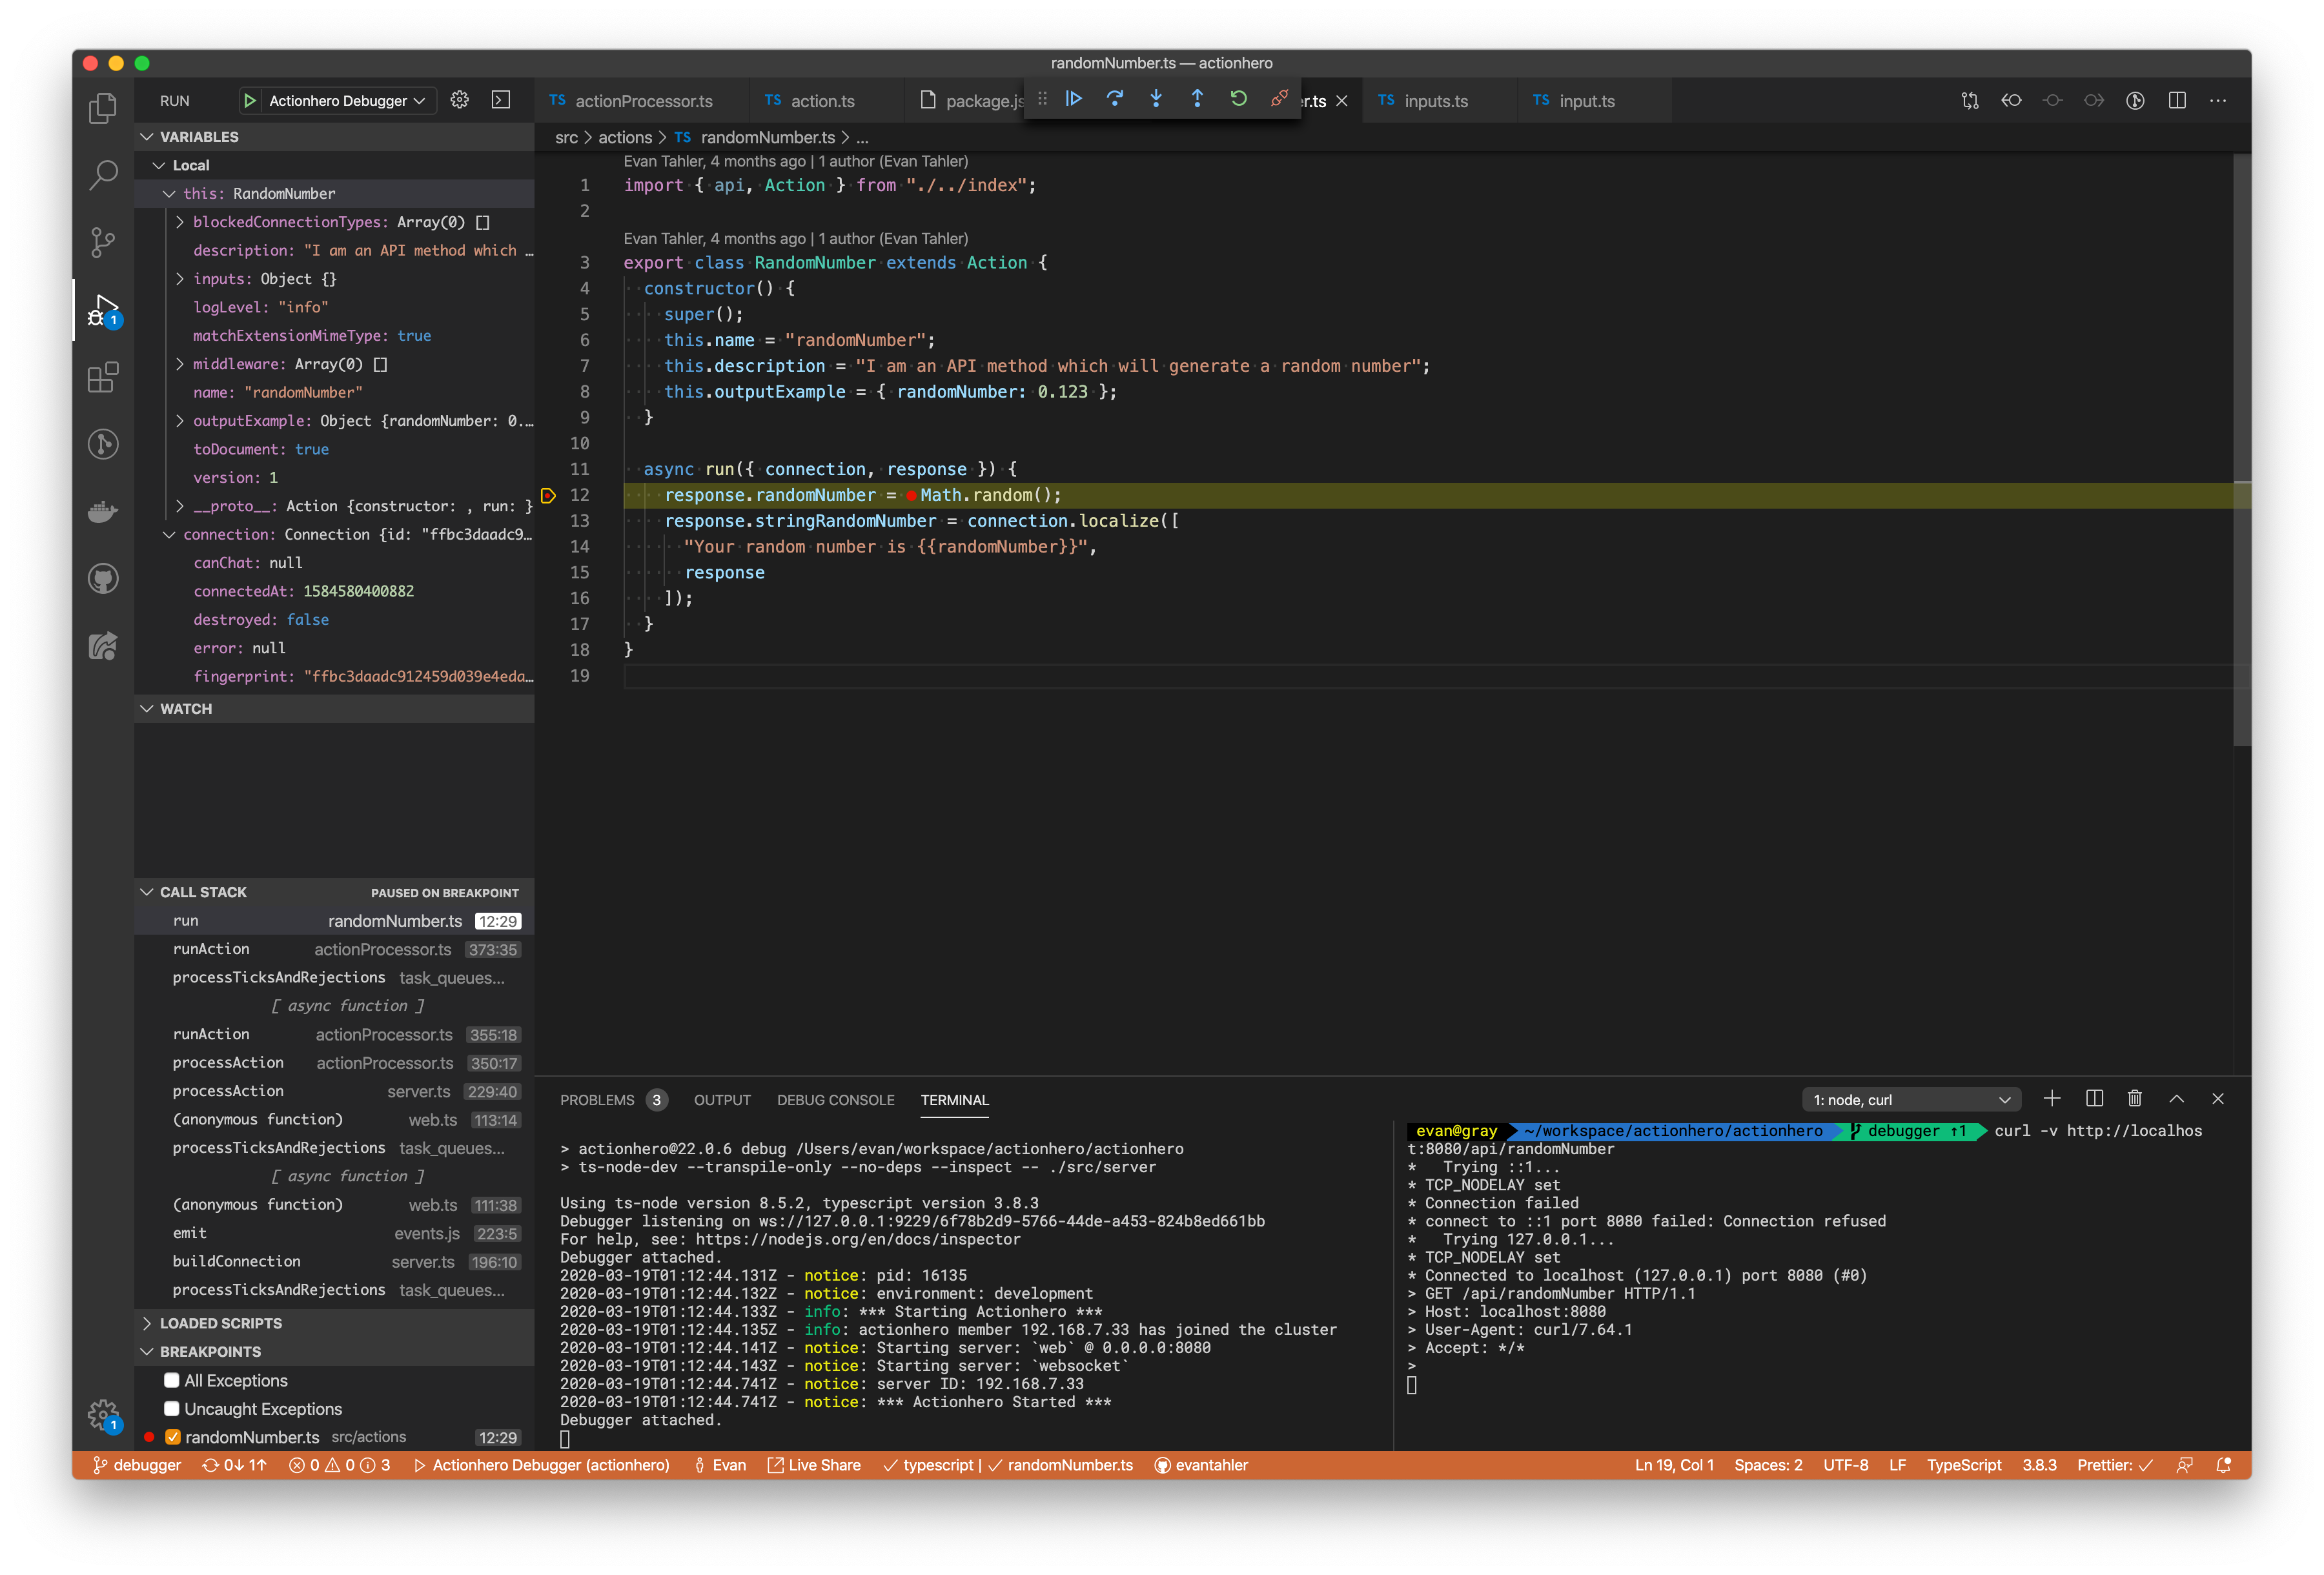 randomNumber.ts — actionhero
RUN
Actionhero Debugger
VARIABLES
Local
this: RandomNumber
blockedConnectionTypes: Array(0) []
description: "I am an API method which …
inputs: Object {}
logLevel: "info"
matchExtensionMimeType: true
middleware: Array(0) []
name: "randomNumber"
outputExample: Object {randomNumber: 0.…
toDocument: true
version: 1
__proto__: Action {constructor: , run: }
connection: Connection {id: "ffbc3daadc9…
canChat: null
connectedAt: 1584580400882
destroyed: false
error: null
fingerprint: "ffbc3daadc912459d039e4eda…
WATCH
CALL STACK PAUSED ON BREAKPOINT
run randomNumber.ts 12:29
runAction actionProcessor.ts 373:35
processTicksAndRejections task_queues...
[ async function ]
runAction actionProcessor.ts 355:18
processAction actionProcessor.ts 350:17
processAction server.ts 229:40
(anonymous function) web.ts 113:14
processTicksAndRejections task_queues...
[ async function ]
(anonymous function) web.ts 111:38
emit events.js 223:5
buildConnection server.ts 196:10
processTicksAndRejections task_queues...
LOADED SCRIPTS
BREAKPOINTS
All Exceptions
Uncaught Exceptions
randomNumber.ts src/actions 12:29
1
1
TS actionProcessor.ts
TS action.ts
package.js
r.ts
TS inputs.ts
TS input.ts
src > actions > TS randomNumber.ts > ...
Evan Tahler, 4 months ago | 1 author (Evan Tahler)
1 import { api, Action } from "./../index";
2
Evan Tahler, 4 months ago | 1 author (Evan Tahler)
3 export class RandomNumber extends Action {
4 constructor() {
5 super();
6 this.name = "randomNumber";
7 this.description = "I am an API method which will generate a random number";
8 this.outputExample = { randomNumber: 0.123 };
9 }
10
11 async run({ connection, response }) {
12 response.randomNumber = Math.random();
13 response.stringRandomNumber = connection.localize([
14 "Your random number is {{randomNumber}}",
15 response
16 ]);
17 }
18 }
19
PROBLEMS 3 OUTPUT DEBUG CONSOLE TERMINAL
1: node, curl
> actionhero@22.0.6 debug /Users/evan/workspace/actionhero/actionhero
> ts-node-dev --transpile-only --no-deps --inspect -- ./src/server
Using ts-node version 8.5.2, typescript version 3.8.3
Debugger listening on ws://127.0.0.1:9229/6f78b2d9-5766-44de-a453-824b8ed661bb
For help, see: https://nodejs.org/en/docs/inspector
Debugger attached.
2020-03-19T01:12:44.131Z - notice: pid: 16135
2020-03-19T01:12:44.132Z - notice: environment: development
2020-03-19T01:12:44.133Z - info: *** Starting Actionhero ***
2020-03-19T01:12:44.135Z - info: actionhero member 192.168.7.33 has joined the cluster
2020-03-19T01:12:44.141Z - notice: Starting server: `web` @ 0.0.0.0:8080
2020-03-19T01:12:44.143Z - notice: Starting server: `websocket`
2020-03-19T01:12:44.741Z - notice: server ID: 192.168.7.33
2020-03-19T01:12:44.741Z - notice: *** Actionhero Started ***
Debugger attached.
evan@gray ~/workspace/actionhero/actionhero debugger ↑1 curl -v http://localhos
t:8080/api/randomNumber
* Trying ::1...
* TCP_NODELAY set
* Connection failed
* connect to ::1 port 8080 failed: Connection refused
* Trying 127.0.0.1...
* TCP_NODELAY set
* Connected to localhost (127.0.0.1) port 8080 (#0)
> GET /api/randomNumber HTTP/1.1
> Host: localhost:8080
> User-Agent: curl/7.64.1
> Accept: */*
>
debugger 0↓ 1↑ 0 0 3 Actionhero Debugger (actionhero) Evan Live Share ✓ typescript | ✓ randomNumber.ts evantahler
Ln 19, Col 1 Spaces: 2 UTF-8 LF TypeScript 3.8.3 Prettier: ✓